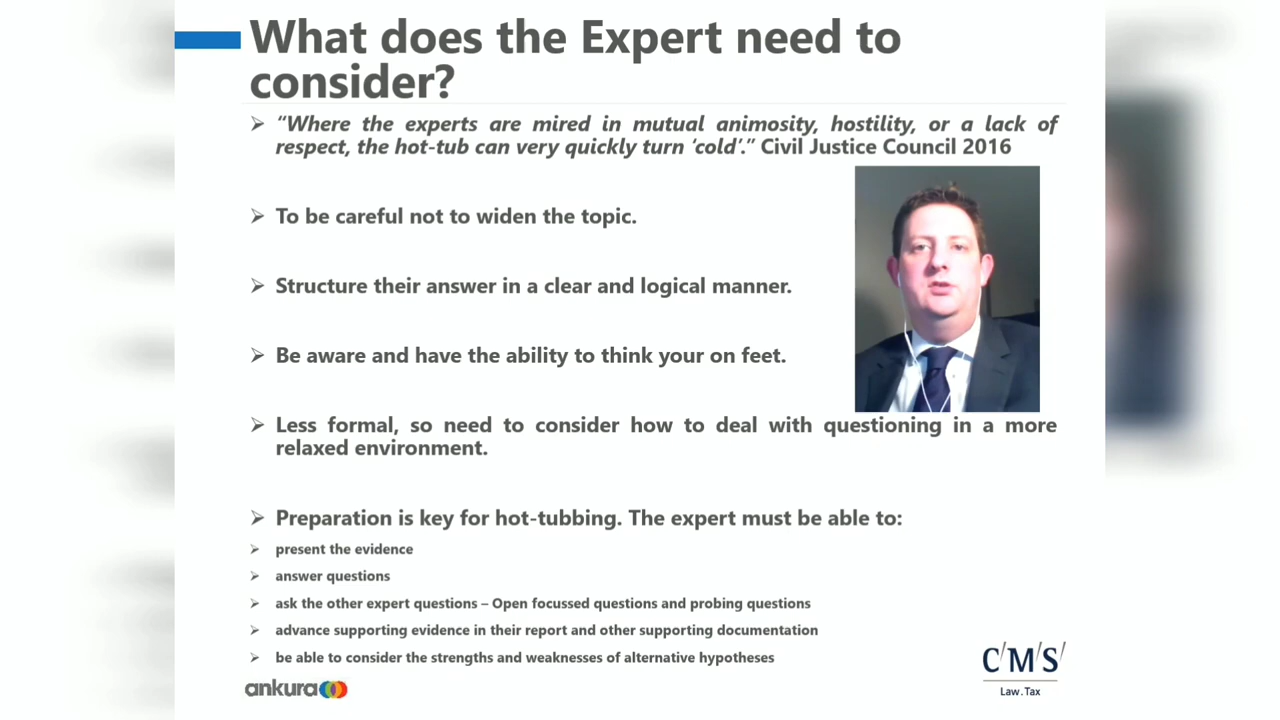 What does the Expert need to
consider?
“Where the experts are mired in mutual animosity, hostility, or a lack of
respect, the hot-tub can very quickly turn ‘cold’.” Civil Justice Council 2016
To be careful not to widen the topic.
Structure their answer in a clear and logical manner.
Be aware and have the ability to think your on feet.
Less formal, so need to consider how to deal with questioning in a more
relaxed environment.
Preparation is key for hot-tubbing. The expert must be able to:
present the evidence
answer questions
ask the other expert questions – Open focussed questions and probing questions
advance supporting evidence in their report and other supporting documentation
be able to consider the strengths and weaknesses of alternative hypotheses
ankura
C/M/S/
Law.Tax